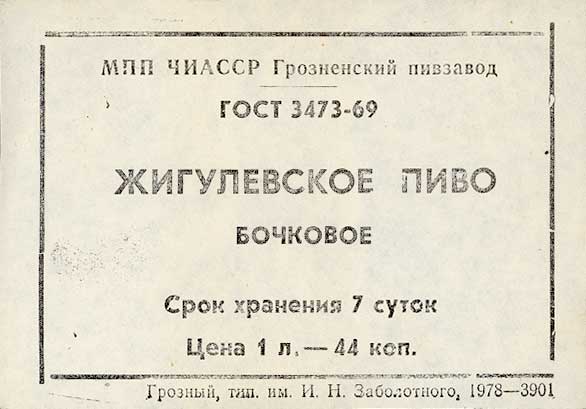 МПП ЧИАССР Грозненский пивзавод
ГОСТ 3473-69
ЖИГУЛЕВСКОЕ ПИВО
БОЧКОВОЕ
Срок хранения 7 суток
Цена 1 л. — 44 коп.
Грозный, тип. им. И. Н. Заболотного, 1978—3901